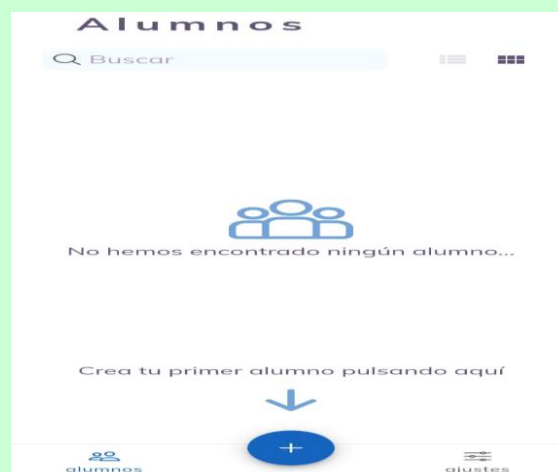 Alumnos
Buscar
No hemos encontrado ningún alumno...
Crea tu primer alumno pulsando aquí
+
alumnos
ajustes